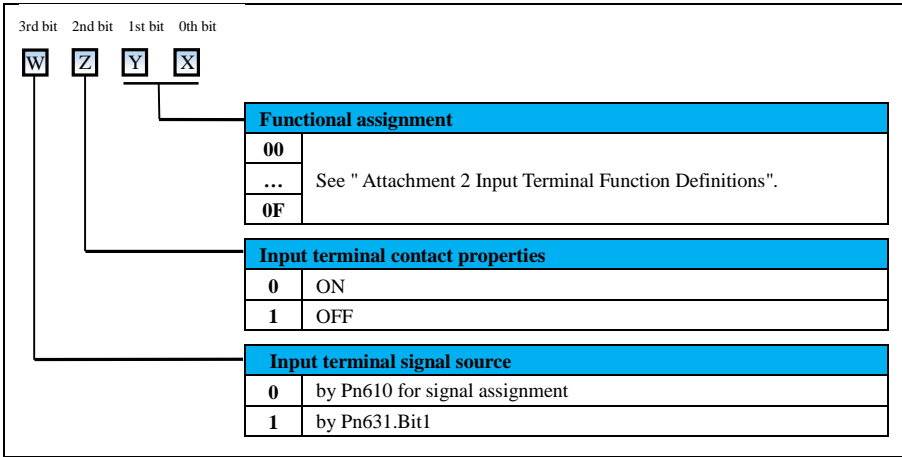 3rd bit 2nd bit 1st bit 0th bit
W Z Y X
Functional assignment
00
… See " Attachment 2 Input Terminal Function Definitions".
0F
Input terminal contact properties
0 ON
1 OFF
Input terminal signal source
0 by Pn610 for signal assignment
1 by Pn631.Bit1